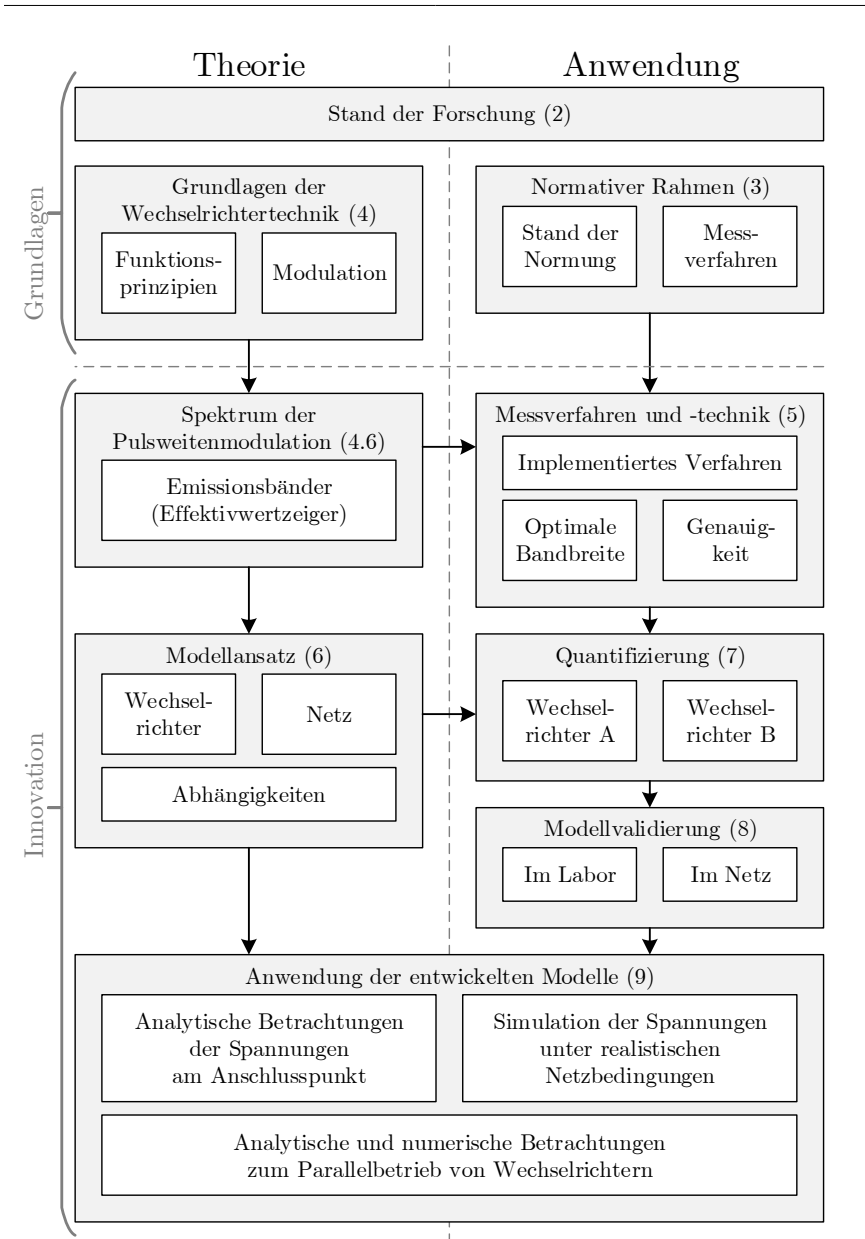 Theorie
Anwendung
Stand der Forschung (2)
Grundlagen
Grundlagen der
Wechselrichtertechnik (4)
Funktions-
prinzipien
Modulation
Normativer Rahmen (3)
Stand der
Normung
Mess-
verfahren
Innovation
Spektrum der
Pulsweitenmodulation (4.6)
Emissionsbänder
(Effektivwertzeiger)
Messverfahren und -technik (5)
Implementiertes Verfahren
Optimale
Bandbreite
Genauig-
keit
Modellansatz (6)
Wechsel-
richter
Netz
Abhängigkeiten
Quantifizierung (7)
Wechsel-
richter A
Wechsel-
richter B
Modellvalidierung (8)
Im Labor
Im Netz
Anwendung der entwickelten Modelle (9)
Analytische Betrachtungen
der Spannungen
am Anschlusspunkt
Simulation der Spannungen
unter realistischen
Netzbedingungen
Analytische und numerische Betrachtungen
zum Parallelbetrieb von Wechselrichtern